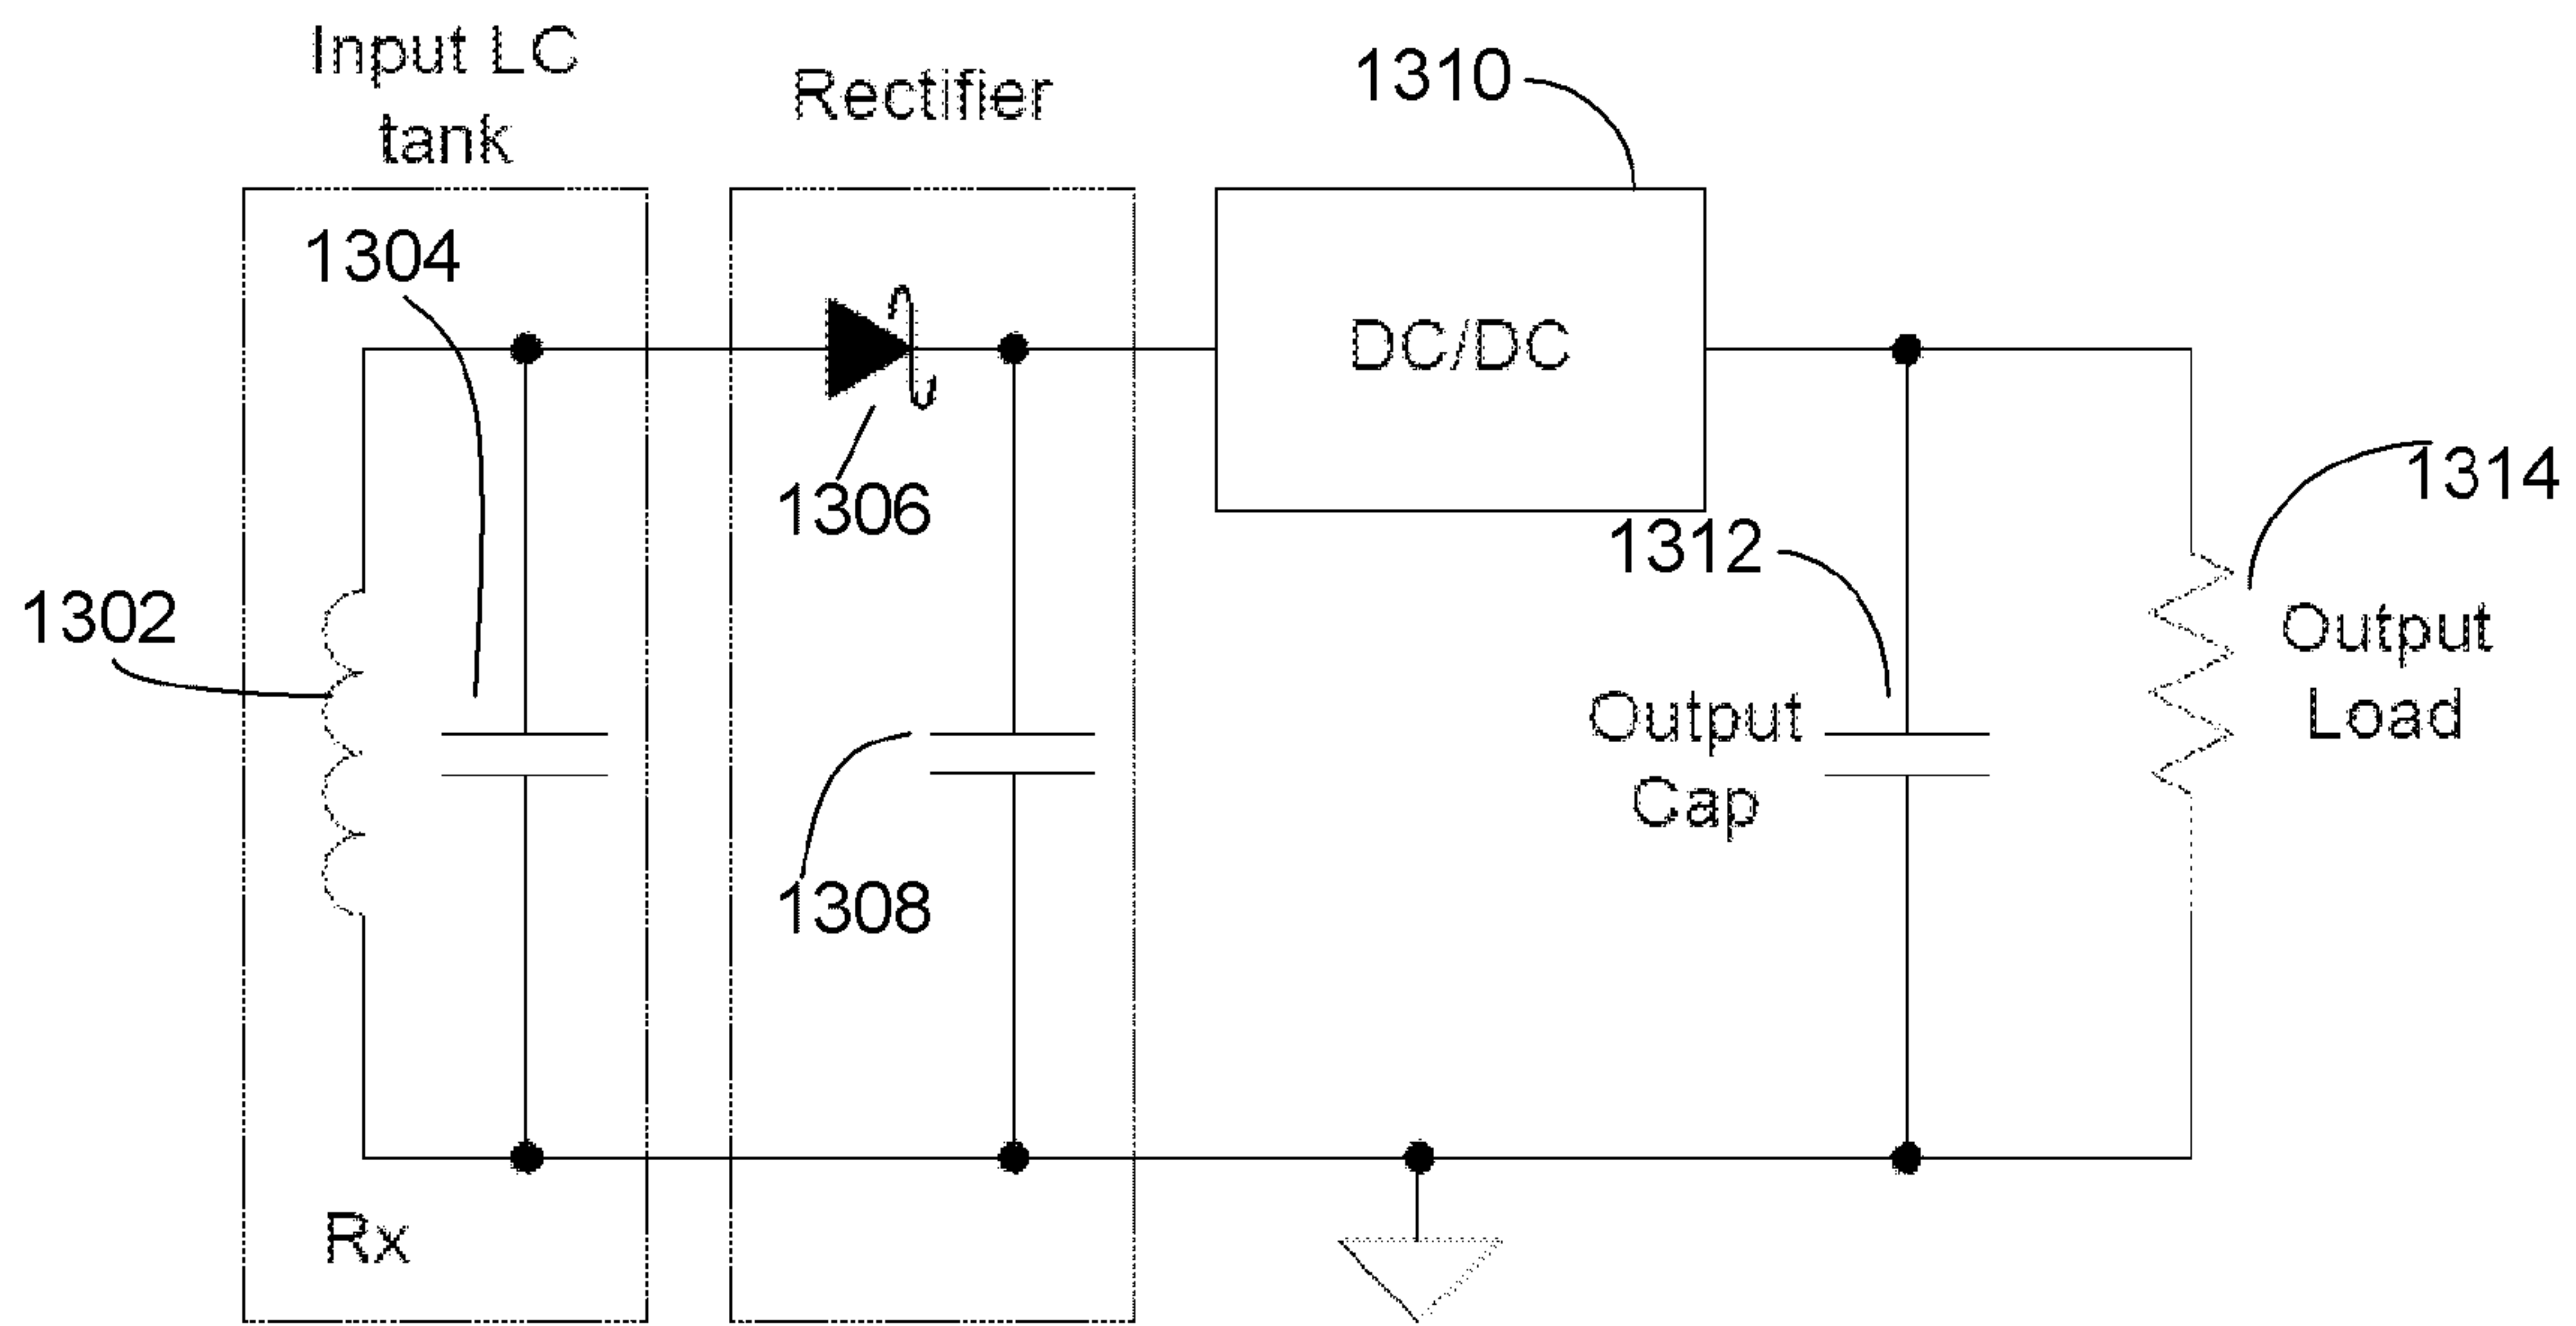 Input LC
tank
Rectifier
1310
1304
DC/DC
1306
1314
1312
1302
Output
Load
Output
Cap
1308
Rx